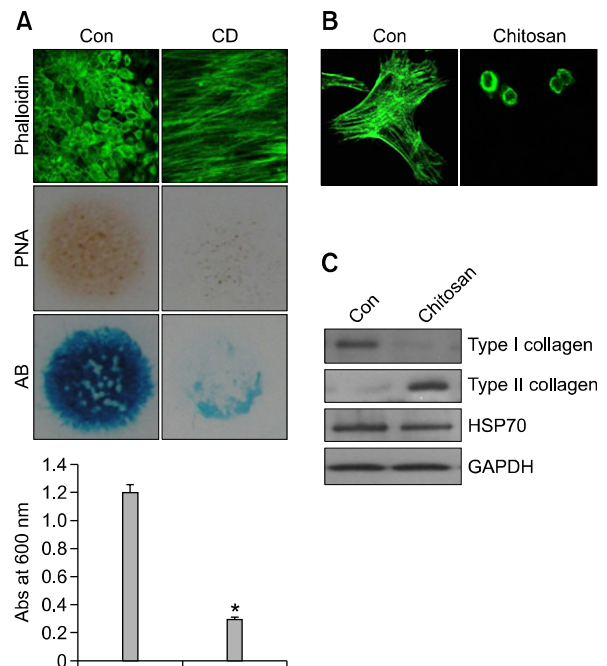 A
Con CD
Phalloidin
PNA
AB
1.4
1.2
1.0
0.8
0.6
0.4
0.2
0
Abs at 600 nm
*
B
Con Chitosan
C
Con Chitosan
Type I collagen
Type II collagen
HSP70
GAPDH